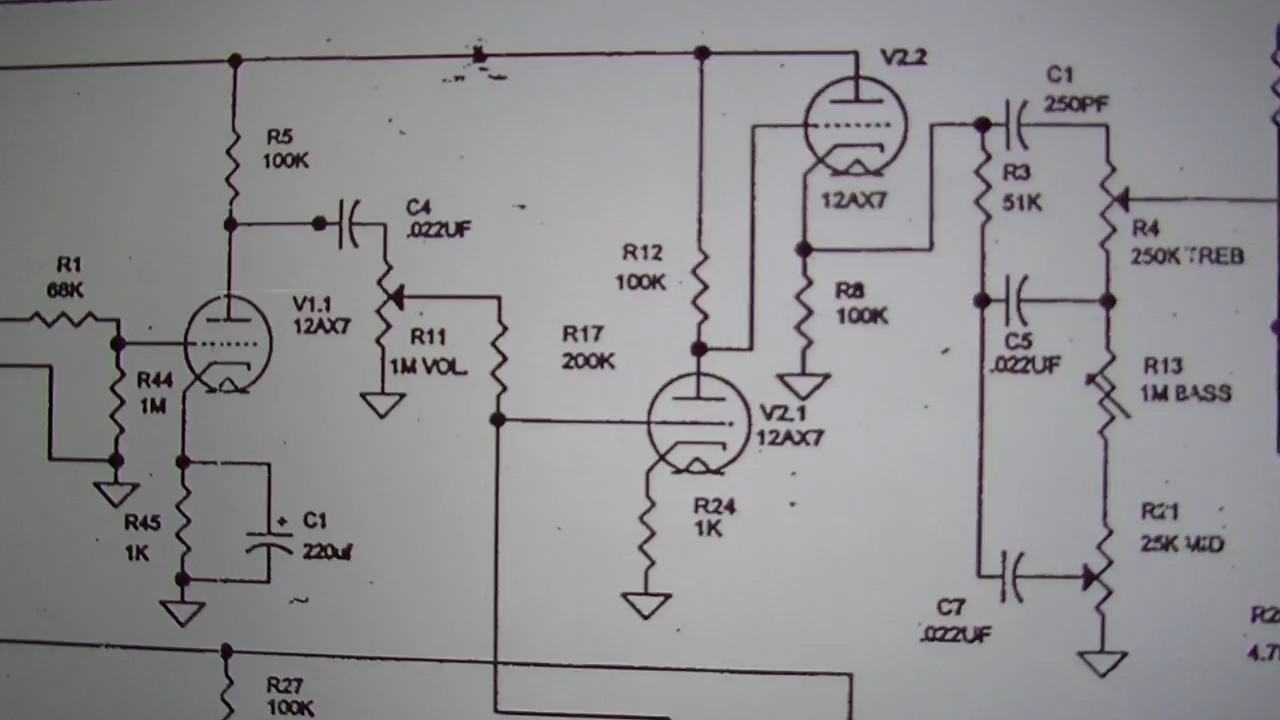 V2.2
C1
250PF
R5
100K
R3
51K
12AX7
C4
.022UF
R4
250K TREB
R12
100K
R1
68K
R8
100K
V1.1
12AX7
R11
1M VOL
R17
200K
C5
.022UF
R13
1M BASS
R44
1M
V2.1
12AX7
R24
1K
R45
1K
C1
220uf
R21
25K MID
C7
.022UF
R27
100K